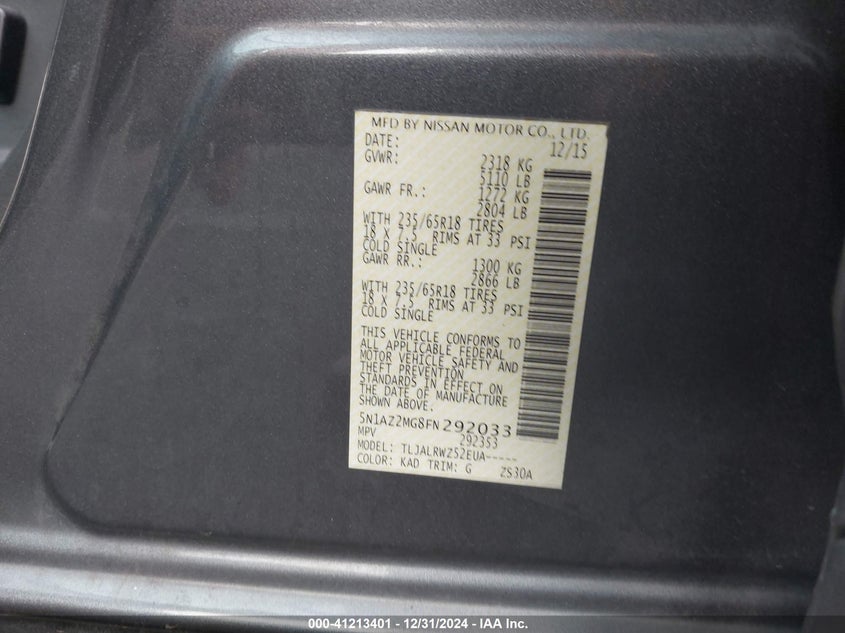 MFD BY NISSAN MOTOR CO., LTD.
DATE: 12/15
GVWR: 2318 KG
5110 LB
GAWR FR.: 1272 KG
2804 LB
WITH 235/65R18 TIRES
18 X 7.5 RIMS AT 33 PSI
COLD SINGLE
GAWR RR.: 1300 KG
2866 LB
WITH 235/65R18 TIRES
18 X 7.5 RIMS AT 33 PSI
COLD SINGLE
THIS VEHICLE CONFORMS TO
ALL APPLICABLE FEDERAL
MOTOR VEHICLE SAFETY AND
THEFT PREVENTION
STANDARDS IN EFFECT ON
THE DATE OF MANUFACTURE
SHOWN ABOVE.
5N1AZ2MG8FN292033
MPV 292353
MODEL: TLJALRWZS2EUA-----
COLOR: KAD TRIM: G ZS30A
000-41213401 - 12/31/2024 - IAA Inc.